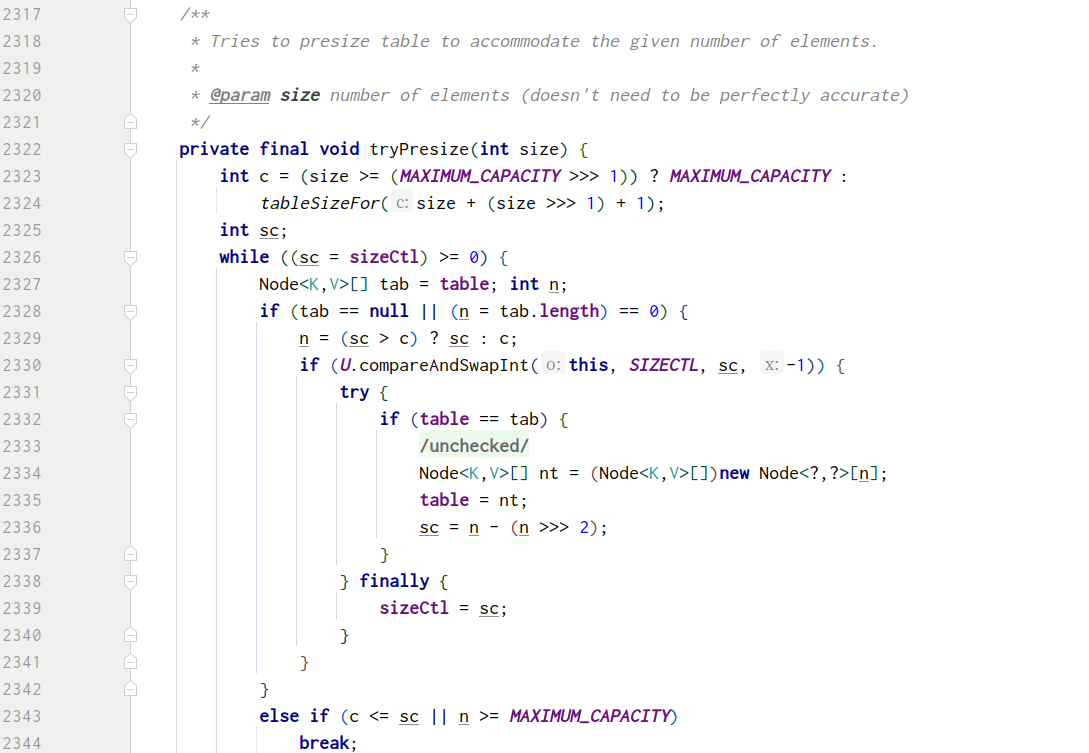 2317 /**
2318 * Tries to presize table to accommodate the given number of elements.
2319 *
2320 * @param size number of elements (doesn't need to be perfectly accurate)
2321 */
2322 private final void tryPresize(int size) {
2323 int c = (size >= (MAXIMUM_CAPACITY >>> 1)) ? MAXIMUM_CAPACITY :
2324 tableSizeFor( c: size + (size >>> 1) + 1);
2325 int sc;
2326 while ((sc = sizeCtl) >= 0) {
2327 Node<K,V>[] tab = table; int n;
2328 if (tab == null || (n = tab.length) == 0) {
2329 n = (sc > c) ? sc : c;
2330 if (U.compareAndSwapInt( o: this, SIZECTL, sc, x: -1)) {
2331 try {
2332 if (table == tab) {
2333 /unchecked/
2334 Node<K,V>[] nt = (Node<K,V>[])new Node<?,?>[n];
2335 table = nt;
2336 sc = n - (n >>> 2);
2337 }
2338 } finally {
2339 sizeCtl = sc;
2340 }
2341 }
2342 }
2343 else if (c <= sc || n >= MAXIMUM_CAPACITY)
2344 break;